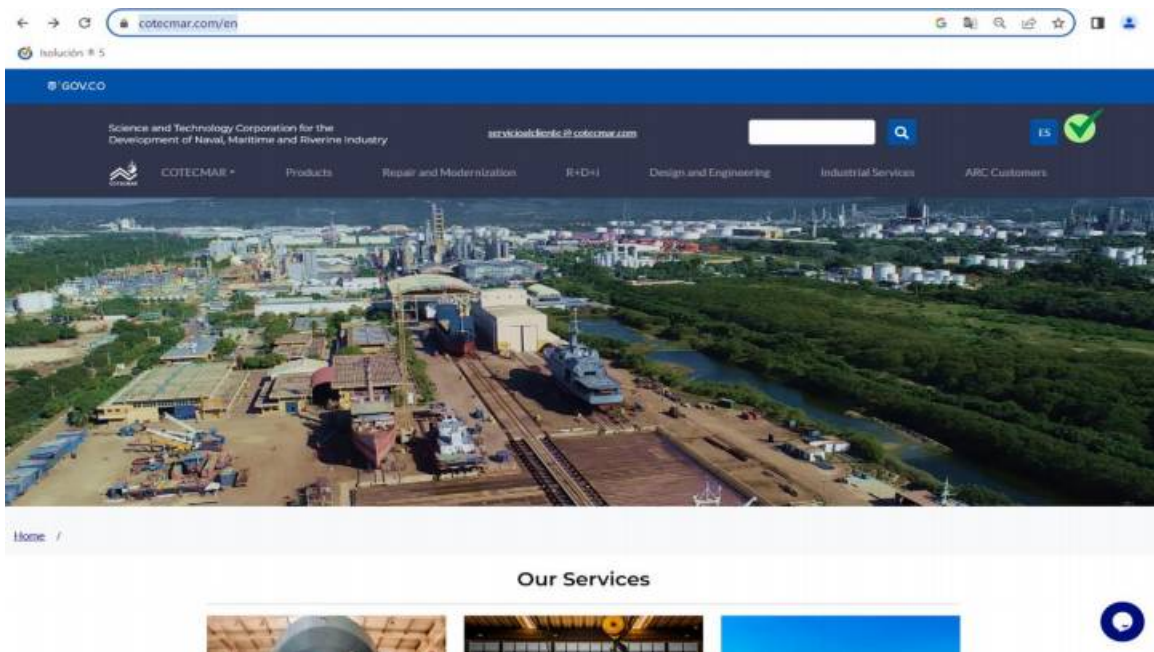 cotecmar.com/en
Isolución ® 5
GOV.CO
Science and Technology Corporation for the
Development of Naval, Maritime and Riverine Industry
servicioalcliente@cotecmar.com
ES
COTECMAR
COTECMAR
Products
Repair and Modernization
R+D+i
Design and Engineering
Industrial Services
ARC Customers
Home /
Our Services